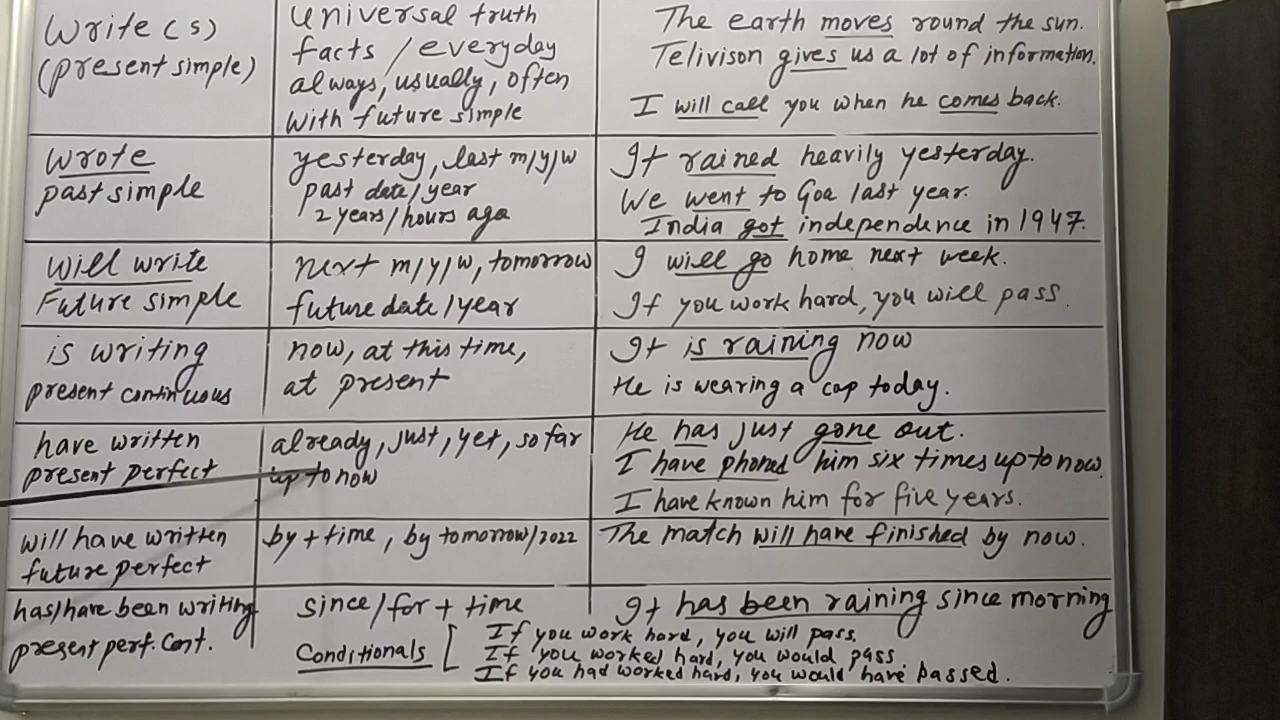 Write(s)
(present simple)
universal truth
facts / everyday
always, usually, often
with future simple
The earth moves round the sun.
Telivison gives us a lot of information.
I will call you when he comes back.
Wrote
past simple
yesterday, last m/y/w
past date/year
2 years/hours aga
It rained heavily yesterday.
We went to Goa last year.
India got independence in 1947.
Will write
Future simple
next m/y/w, tomorrow
future date/year
I will go home next week.
If you work hard, you will pass.
is writing
present continuous
now, at this time,
at present
It is raining now
He is wearing a cap today.
have written
present perfect
already, just, yet, so far
up to now
He has just gone out.
I have phoned him six times up to now.
I have known him for five years.
will have written
future perfect
by + time, by tomorrow/2022
The match will have finished by now.
has/have been writing
present perf. cont.
since/for + time
It has been raining since morning
Conditionals
If you work hard, you will pass.
If you worked hard, you would pass.
If you had worked hard, you would have passed.